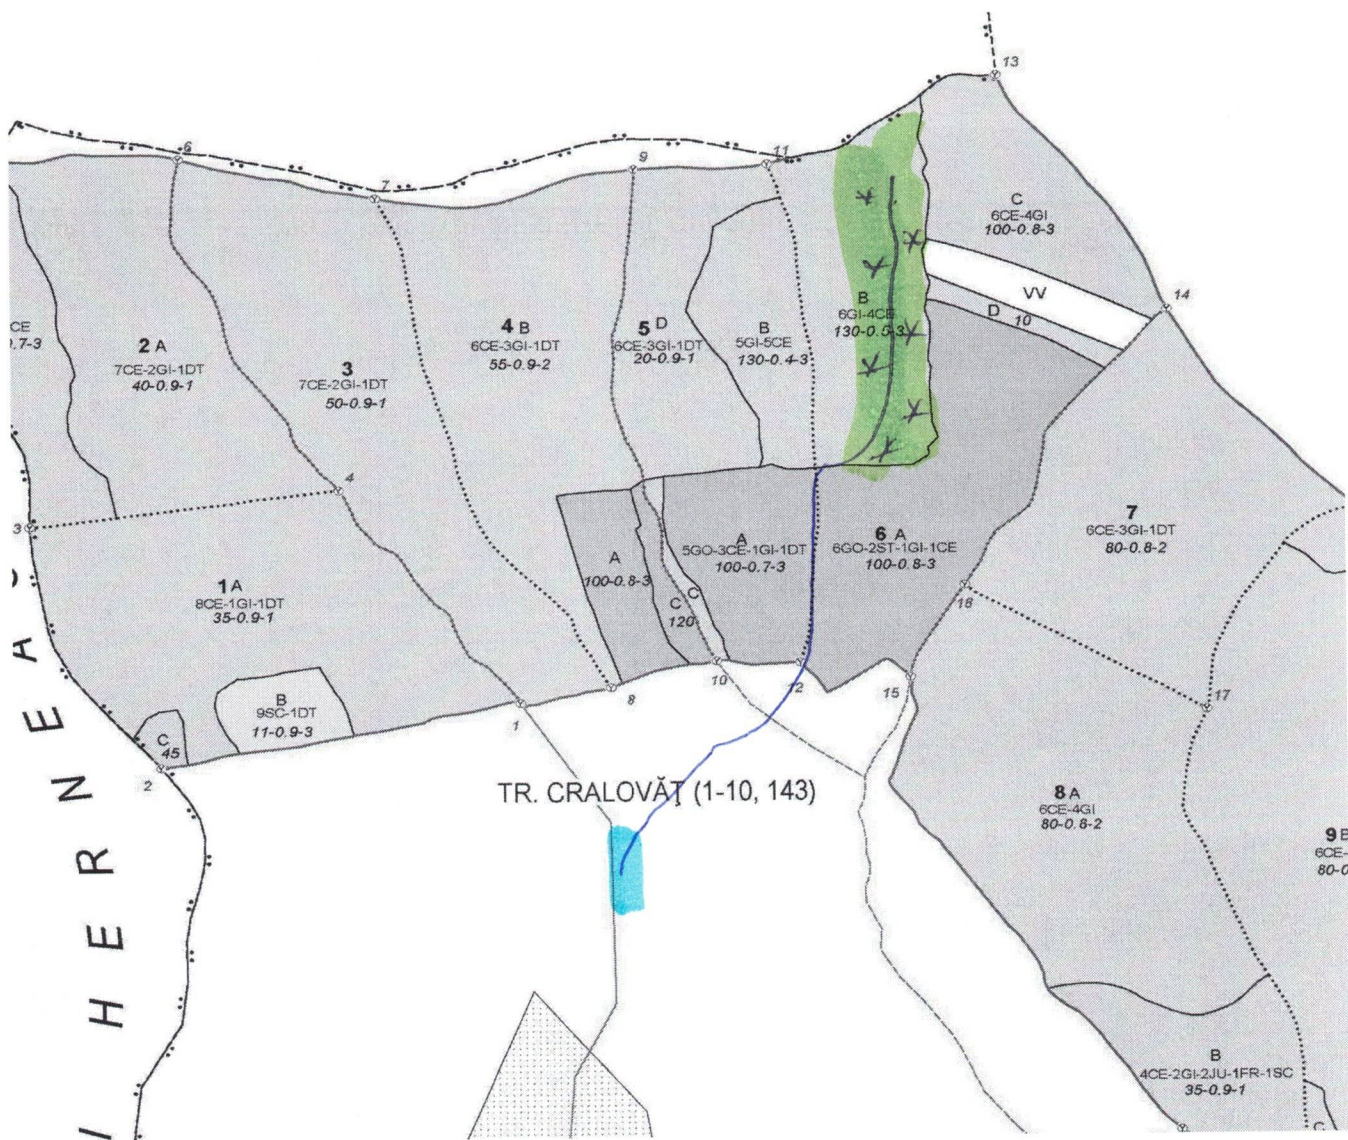 13
6
7
9
11
C
6CE-4GI
100-0.8-3
VV
D 10
14
CE
0.7-3
2 A
7CE-2GI-1DT
40-0.9-1
3
7CE-2GI-1DT
50-0.9-1
4 B
6CE-3GI-1DT
55-0.9-2
5 D
6CE-3GI-1DT
20-0.9-1
B
5GI-5CE
130-0.4-3
B
6GI-4CE
130-0.5-3
3
4
1 A
8CE-1GI-1DT
35-0.9-1
A
100-0.8-3
C
120
C
A
5GO-3CE-1GI-1DT
100-0.7-3
6 A
6GO-2ST-1GI-1CE
100-0.8-3
7
6CE-3GI-1DT
80-0.8-2
16
B
9SC-1DT
11-0.9-3
C
45
2
1
8
10
12
15
17
TR. CRALOVĂȚ (1-10, 143)
8 A
6CE-4GI
80-0.8-2
9 B
6CE-
80-0
B
4CE-2GI-2JU-1FR-1SC
35-0.9-1
C
I H E R N E A